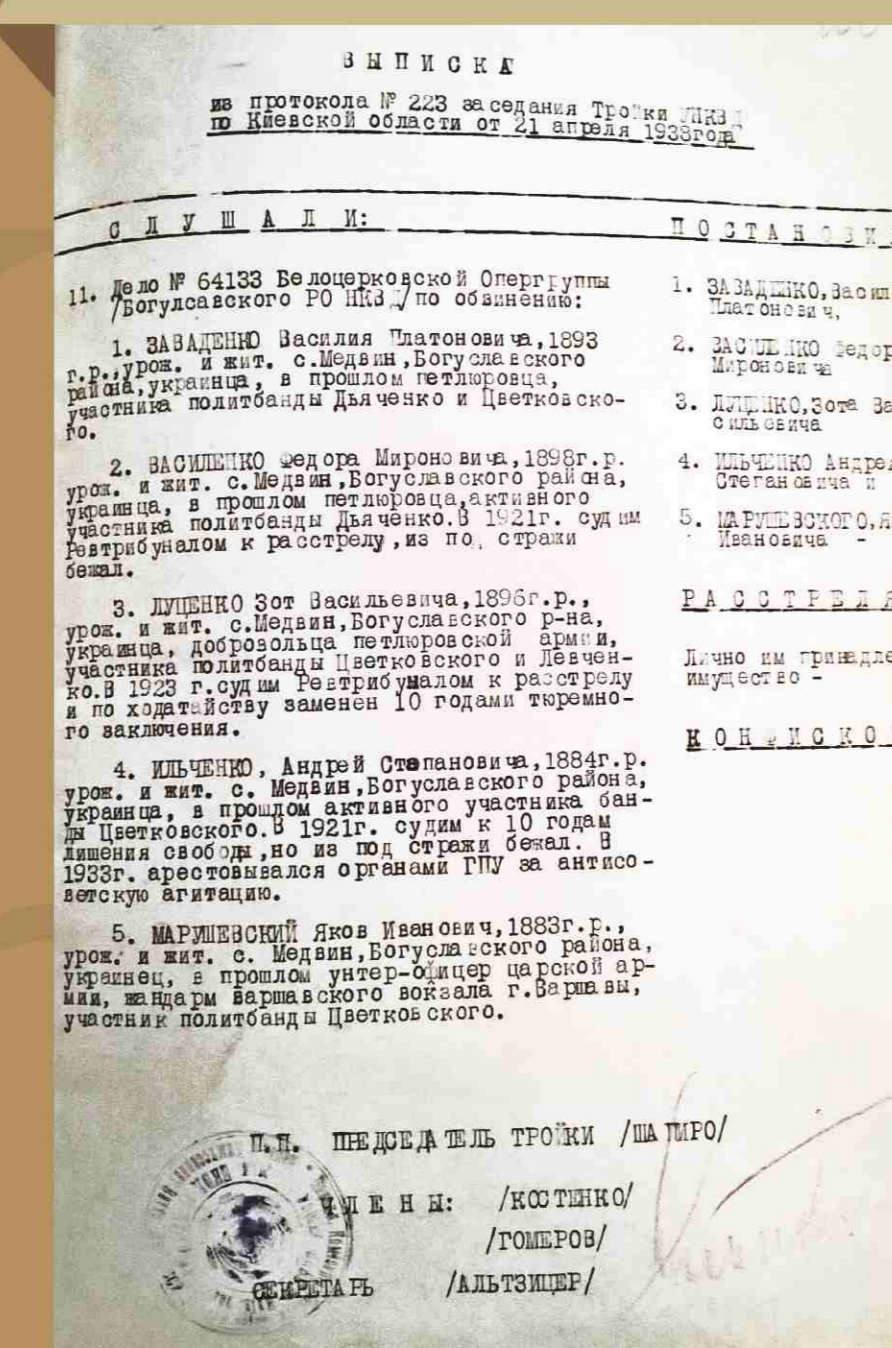 ВЫПИСКА
из протокола № 223 заседания Тройки НКВД
по Киевской области от 21 апреля 1938года
СЛУШАЛИ:
11. Дело № 64133 Белоцерковской Опергруппы
/Богулсавского РО НКВД/по обвинению:
1. ЗАВАДЕНКО Василия Платоновича,1893
г.р.,урож. и жит. с.Медвин,Богуславского
района,украинца, в прошлом петлюровца,
участника политбанды Дьяченко и Цветковско-
го.
2. ВАСИЛЕНКО Федора Мироновича,1898г.р.
урож. и жит. с.Медвин,Богуславского района,
украинца, в прошлом петлюровца,активного
участника политбанды Дьяченко.В 1921г. судим
Ревтрибуналом к расстрелу,из по, стражи
бежал.
3. ЛУЦЕНКО Зот Васильевича,1896г.р.,
урож. и жит. с.Медвин,Богуславского р-на,
украинца, добровольца петлюровской армии,
участника политбанды Цветковского и Левчен-
ко.В 1923 г.судим Ревтрибуналом к расстрелу
и по ходатайству заменен 10 годами тюремно-
го заключения.
4. ИЛЬЧЕНКО, Андрей Степановича,1884г.р.
урож. и жит. с. Медвин,Богуславского района,
украинца, в прошлом активного участника бан-
ды Цветковского.В 1921г. судим к 10 годам
лишения свободы,но из под стражи бежал. В
1933г. арестовывался органами ГПУ за антисо-
ветскую агитацию.
5. МАРУШЕВСКИЙ Яков Иванович,1883г.р.,
урож. и жит. с. Медвин,Богуславского района,
украинец, в прошлом унтер-офицер царской ар-
мии, жандарм варшавского вокзала г.Варшавы,
участник политбанды Цветковского.
ПОСТАНОВИ
1. ЗАВАДЕНКО,Васил
Платонович,
2. ВАСИЛЕНКО Федор
Мироновича
3. ЛУЦЕНКО,Зота Ва
сильевича
4. ИЛЬЧЕНКО Андре
Степановича и
5. МАРУШЕВСКОГО,Я
Ивановича -
РАССТРЕЛЯ
Лично им принадле
имущество -
КОНФИСКО
П.П. ПРЕДСЕДАТЕЛЬ ТРОЙКИ /ШАПИРО/
ЧЛЕНЫ: /КОСТЕНКО/
/ГОМЕРОВ/
СЕКРЕТАРЬ /АЛЬТЗИЦЕР/